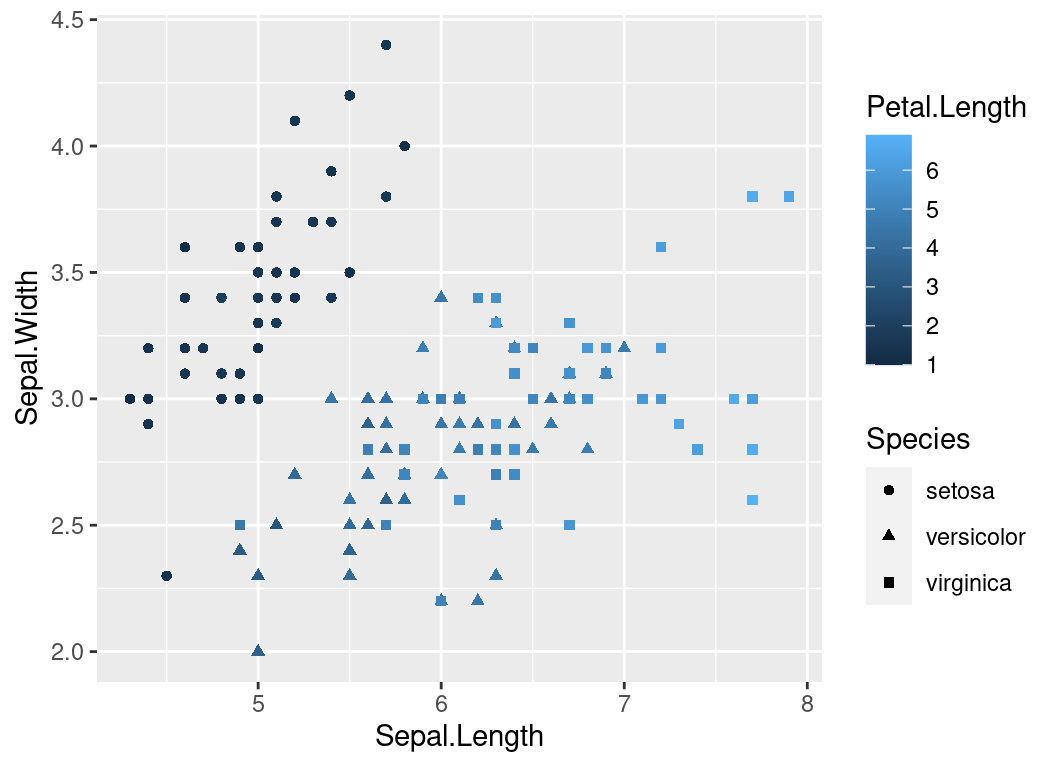 4.5
4.0
3.5
3.0
2.5
2.0
Sepal.Width
5 6 7 8
Sepal.Length
Petal.Length
6
5
4
3
2
1
Species
setosa
versicolor
virginica